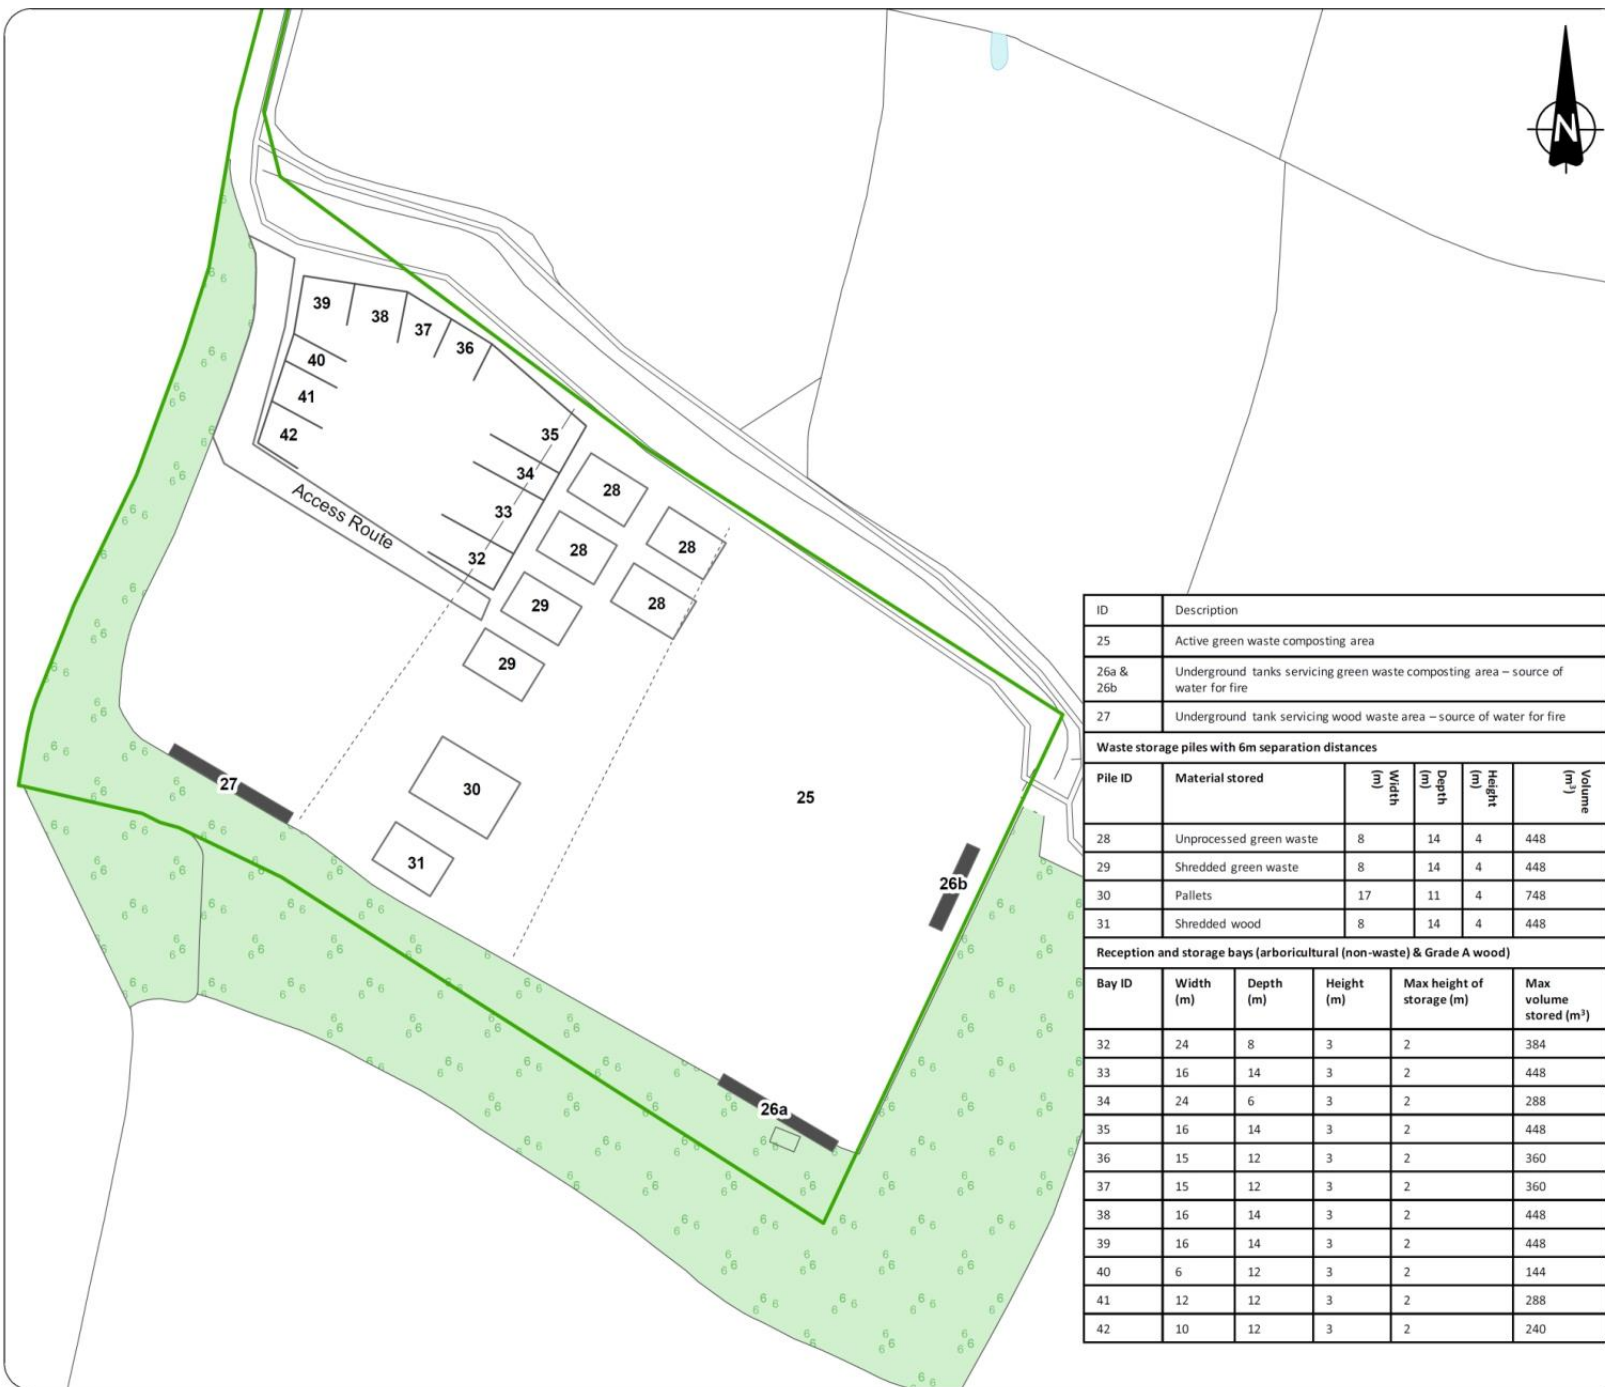 N
39
38
37
36
40
41
42
35
34
33
32
Access Route
28
28
28
28
29
29
30
31
27
25
26b
26a
ID Description
25 Active green waste composting area
26a & Underground tanks servicing green waste composting area – source of
26b water for fire
27 Underground tank servicing wood waste area – source of water for fire
Waste storage piles with 6m separation distances
Pile ID Material stored Width (m) Depth (m) Height (m) Volume (m³)
28 Unprocessed green waste 8 14 4 448
29 Shredded green waste 8 14 4 448
30 Pallets 17 11 4 748
31 Shredded wood 8 14 4 448
Reception and storage bays (arboricultural (non-waste) & Grade A wood)
Bay ID Width Depth Height Max height of Max
(m) (m) (m) storage (m) volume
stored (m³)
32 24 8 3 2 384
33 16 14 3 2 448
34 24 6 3 2 288
35 16 14 3 2 448
36 15 12 3 2 360
37 15 12 3 2 360
38 16 14 3 2 448
39 16 14 3 2 448
40 6 12 3 2 144
41 12 12 3 2 288
42 10 12 3 2 240